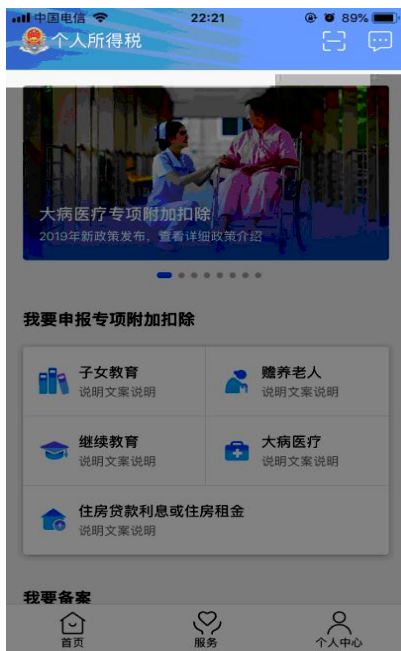 中国电信 22:21 89%
个人所得税
大病医疗专项附加扣除
2019年新政策发布，查看详细政策介绍
我要申报专项附加扣除
子女教育
说明文案说明
赡养老人
说明文案说明
继续教育
说明文案说明
大病医疗
说明文案说明
住房贷款利息或住房租金
说明文案说明
我要备案
首页 服务 个人中心